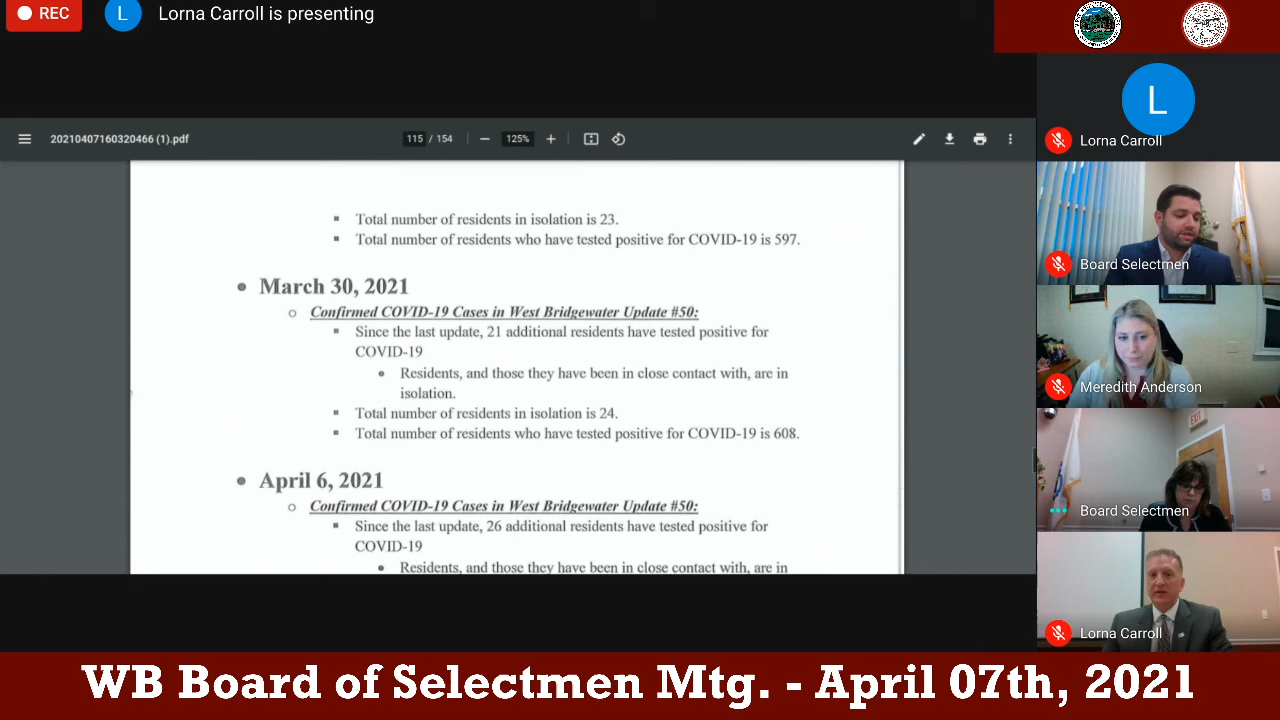 REC
L
Lorna Carroll is presenting
20210407160320466 (1).pdf
115 / 154
125%
Total number of residents in isolation is 23.
Total number of residents who have tested positive for COVID-19 is 597.
March 30, 2021
Confirmed COVID-19 Cases in West Bridgewater Update #50:
Since the last update, 21 additional residents have tested positive for
COVID-19
Residents, and those they have been in close contact with, are in
isolation.
Total number of residents in isolation is 24.
Total number of residents who have tested positive for COVID-19 is 608.
April 6, 2021
Confirmed COVID-19 Cases in West Bridgewater Update #50:
Since the last update, 26 additional residents have tested positive for
COVID-19
Residents, and those they have been in close contact with, are in
L
Lorna Carroll
Board Selectmen
Meredith Anderson
EXIT
Board Selectmen
Lorna Carroll
WB Board of Selectmen Mtg. - April 07th, 2021